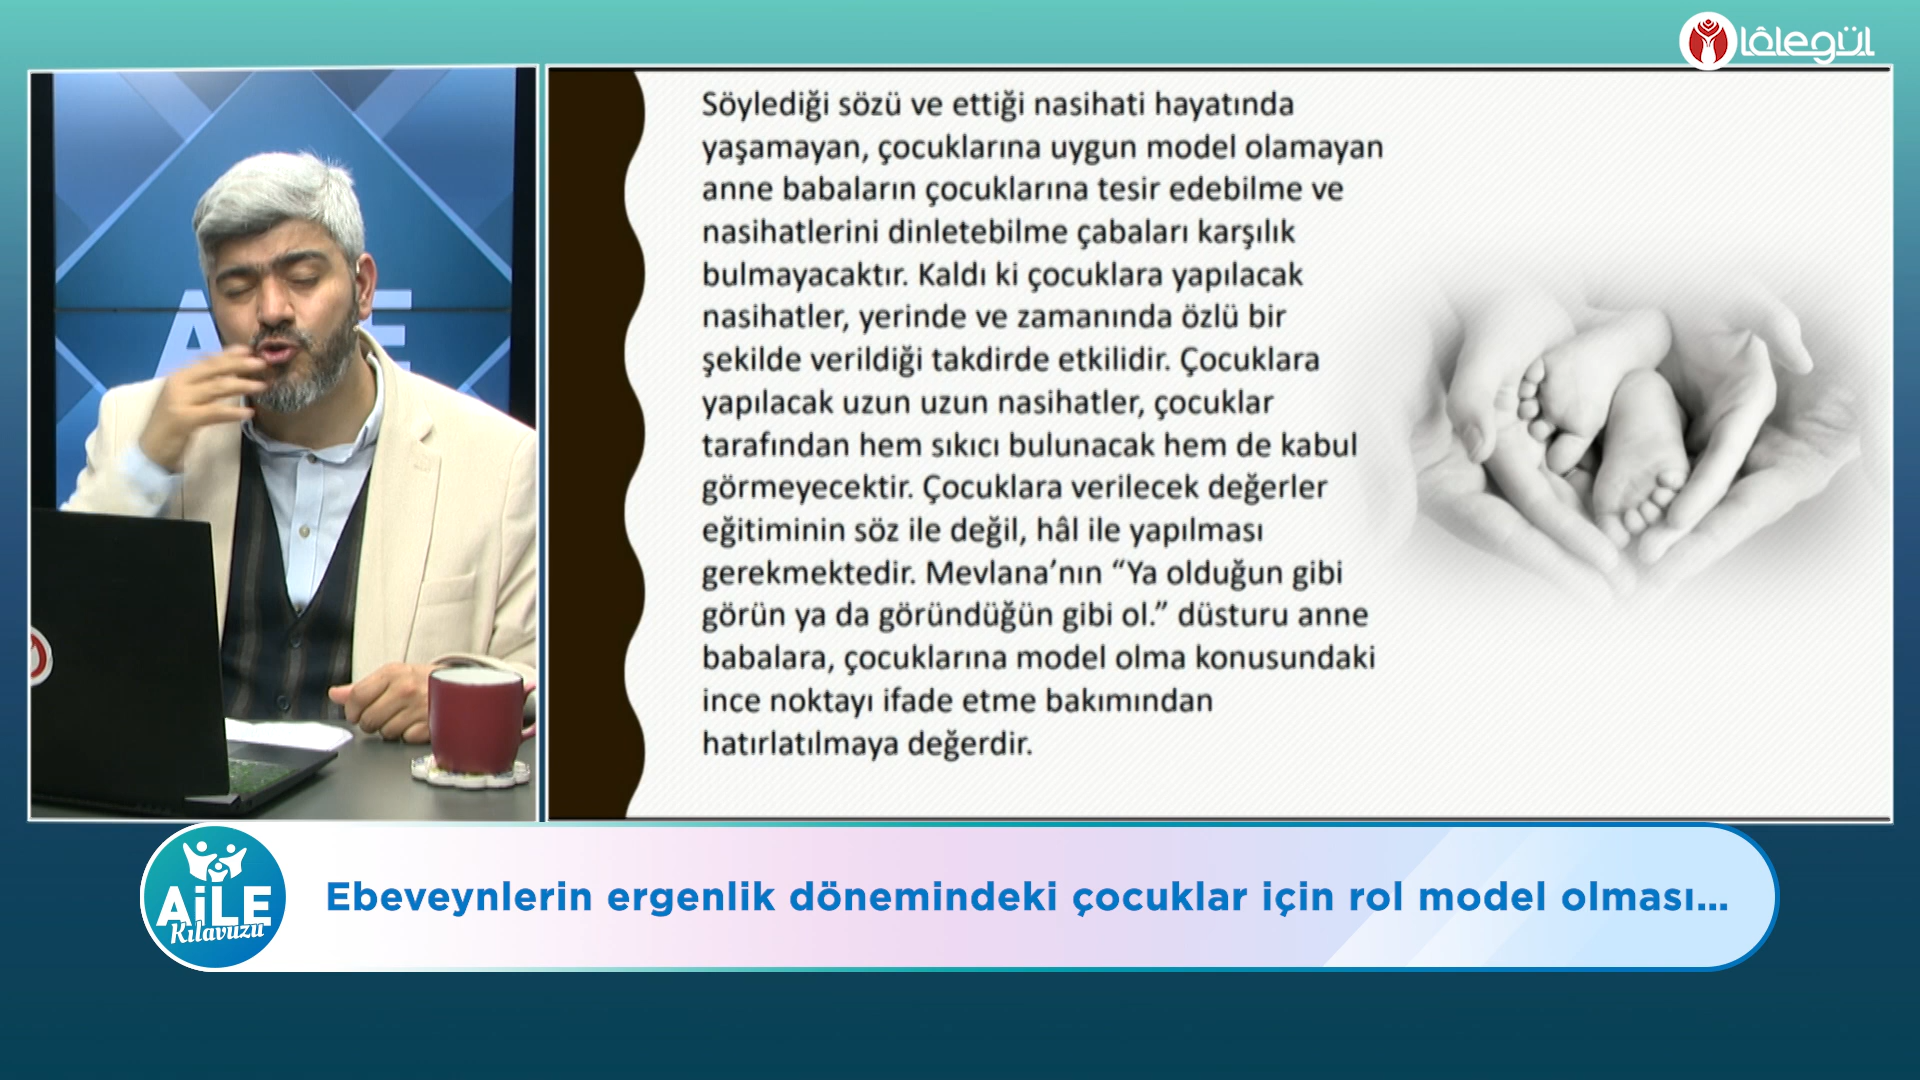 lâlegül
Söylediği sözü ve ettiği nasihati hayatında
yaşamayan, çocuklarına uygun model olamayan
anne babaların çocuklarına tesir edebilme ve
nasihatlerini dinletebilme çabaları karşılık
bulmayacaktır. Kaldı ki çocuklara yapılacak
nasihatler, yerinde ve zamanında özlü bir
şekilde verildiği takdirde etkilidir. Çocuklara
yapılacak uzun uzun nasihatler, çocuklar
tarafından hem sıkıcı bulunacak hem de kabul
görmeyecektir. Çocuklara verilecek değerler
eğitiminin söz ile değil, hâl ile yapılması
gerekmektedir. Mevlana’nın “Ya olduğun gibi
görün ya da göründüğün gibi ol.” düsturu anne
babalara, çocuklarına model olma konusundaki
ince noktayı ifade etme bakımından
hatırlatılmaya değerdir.
AiLE
Kılavuzu
Ebeveynlerin ergenlik dönemindeki çocuklar için rol model olması...